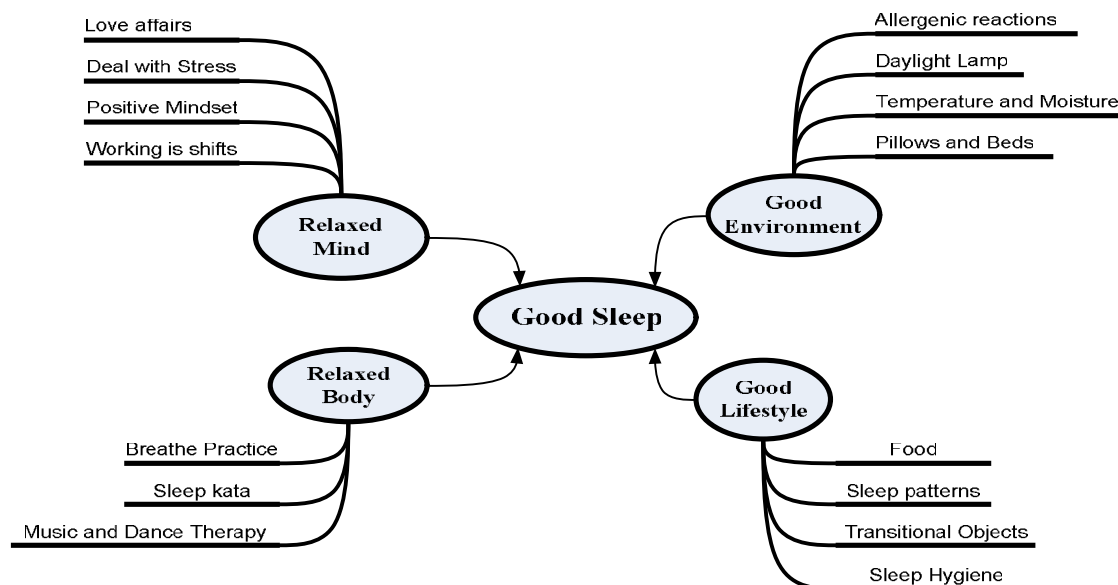 Love affairs
Deal with Stress
Positive Mindset
Working is shifts
Relaxed
Mind
Allergenic reactions
Daylight Lamp
Temperature and Moisture
Pillows and Beds
Good
Environment
Good Sleep
Relaxed
Body
Breathe Practice
Sleep kata
Music and Dance Therapy
Good
Lifestyle
Food
Sleep patterns
Transitional Objects
Sleep Hygiene